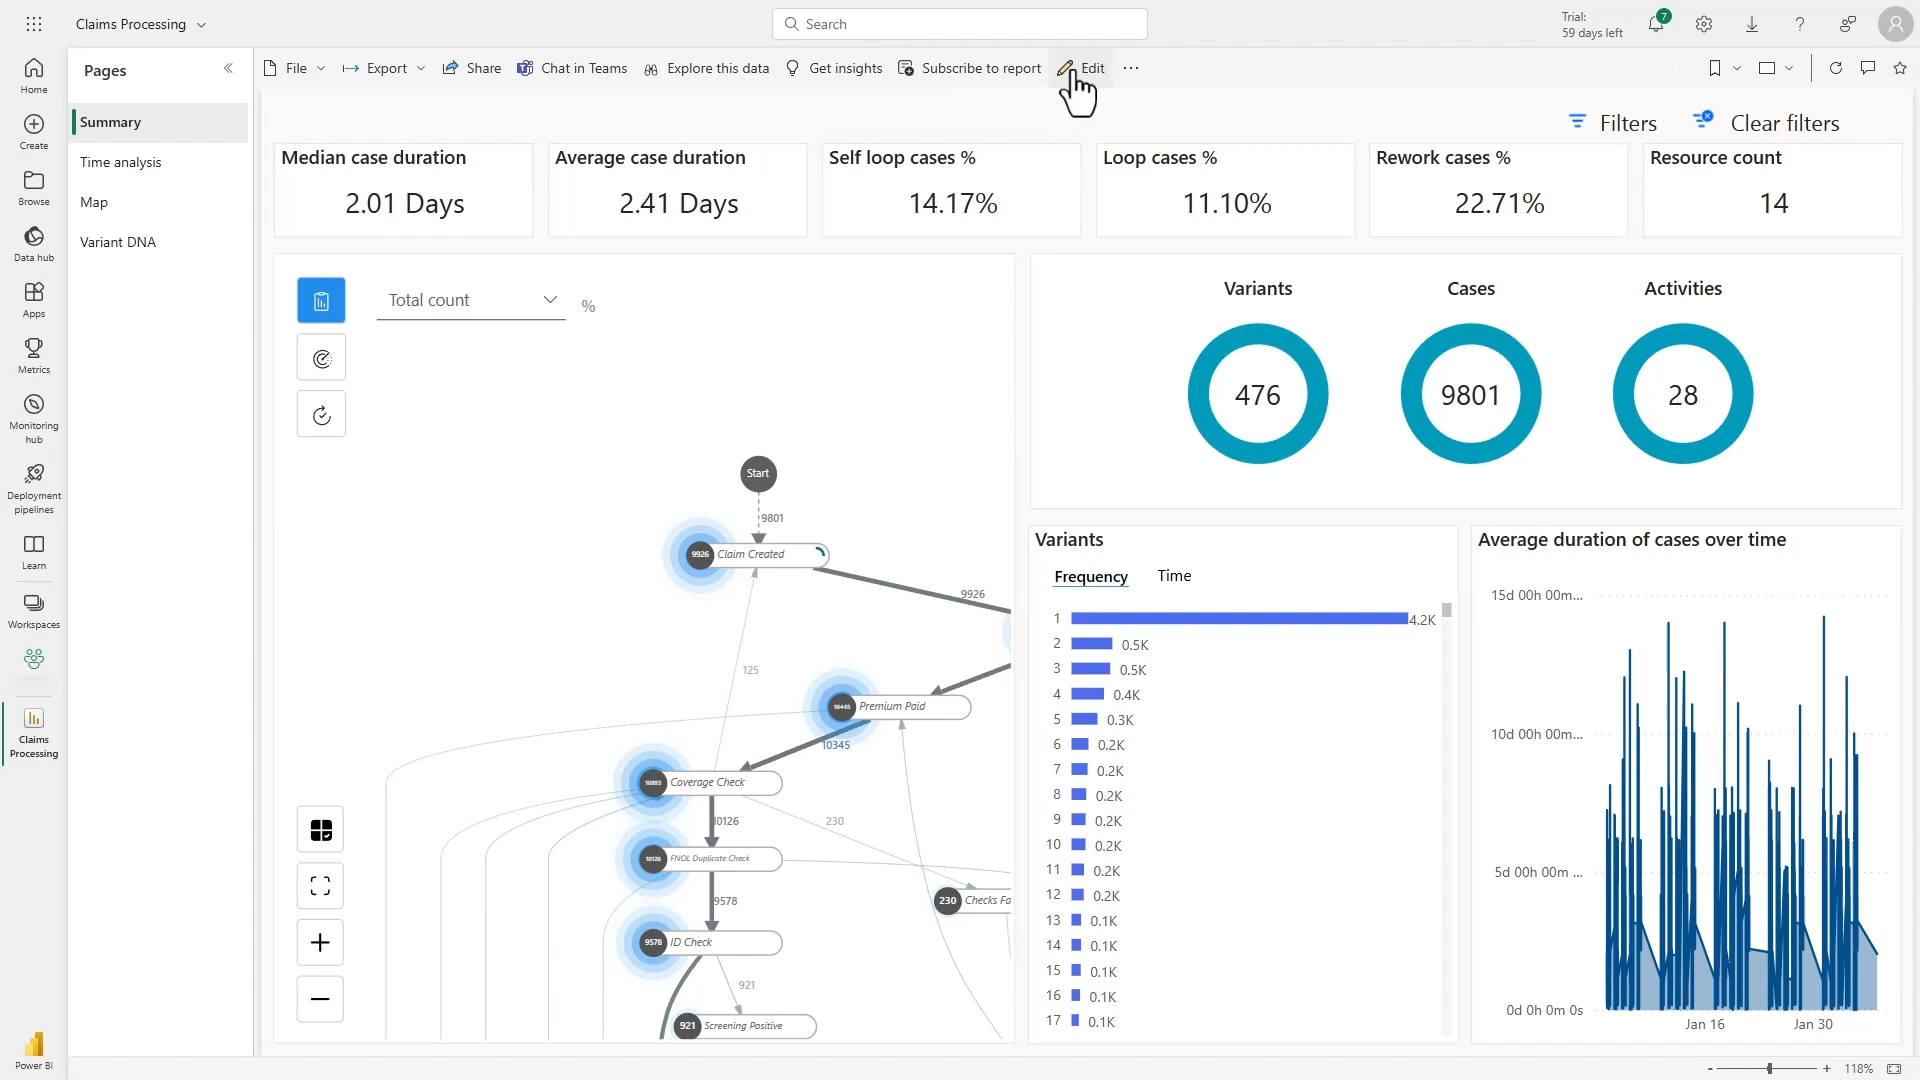 Claims Processing
Search
Trial:
59 days left
7
Home
Create
Browse
Data hub
Apps
Metrics
Monitoring
hub
Deployment
pipelines
Learn
Workspaces
Claims
Processing
Power BI
Pages
Summary
Time analysis
Map
Variant DNA
File
Export
Share
Chat in Teams
Explore this data
Get insights
Subscribe to report
Edit
Filters
Clear filters
Median case duration
2.01 Days
Average case duration
2.41 Days
Self loop cases %
14.17%
Loop cases %
11.10%
Rework cases %
22.71%
Resource count
14
Total count
%
Start
9801
9926 Claim Created
9926
125
10445 Premium Paid
10345
10893 Coverage Check
10126
230
10126 FNOL Duplicate Check
9578
230 Checks Fa
9578 ID Check
921
921 Screening Positive
Variants
476
Cases
9801
Activities
28
Variants
Frequency
Time
1 4.2K
2 0.5K
3 0.5K
4 0.4K
5 0.3K
6 0.2K
7 0.2K
8 0.2K
9 0.2K
10 0.2K
11 0.2K
12 0.2K
13 0.1K
14 0.1K
15 0.1K
16 0.1K
17 0.1K
Average duration of cases over time
15d 00h 00m...
10d 00h 00m...
5d 00h 00m ...
0d 0h 0m 0s
Jan 16
Jan 30
- + 118%